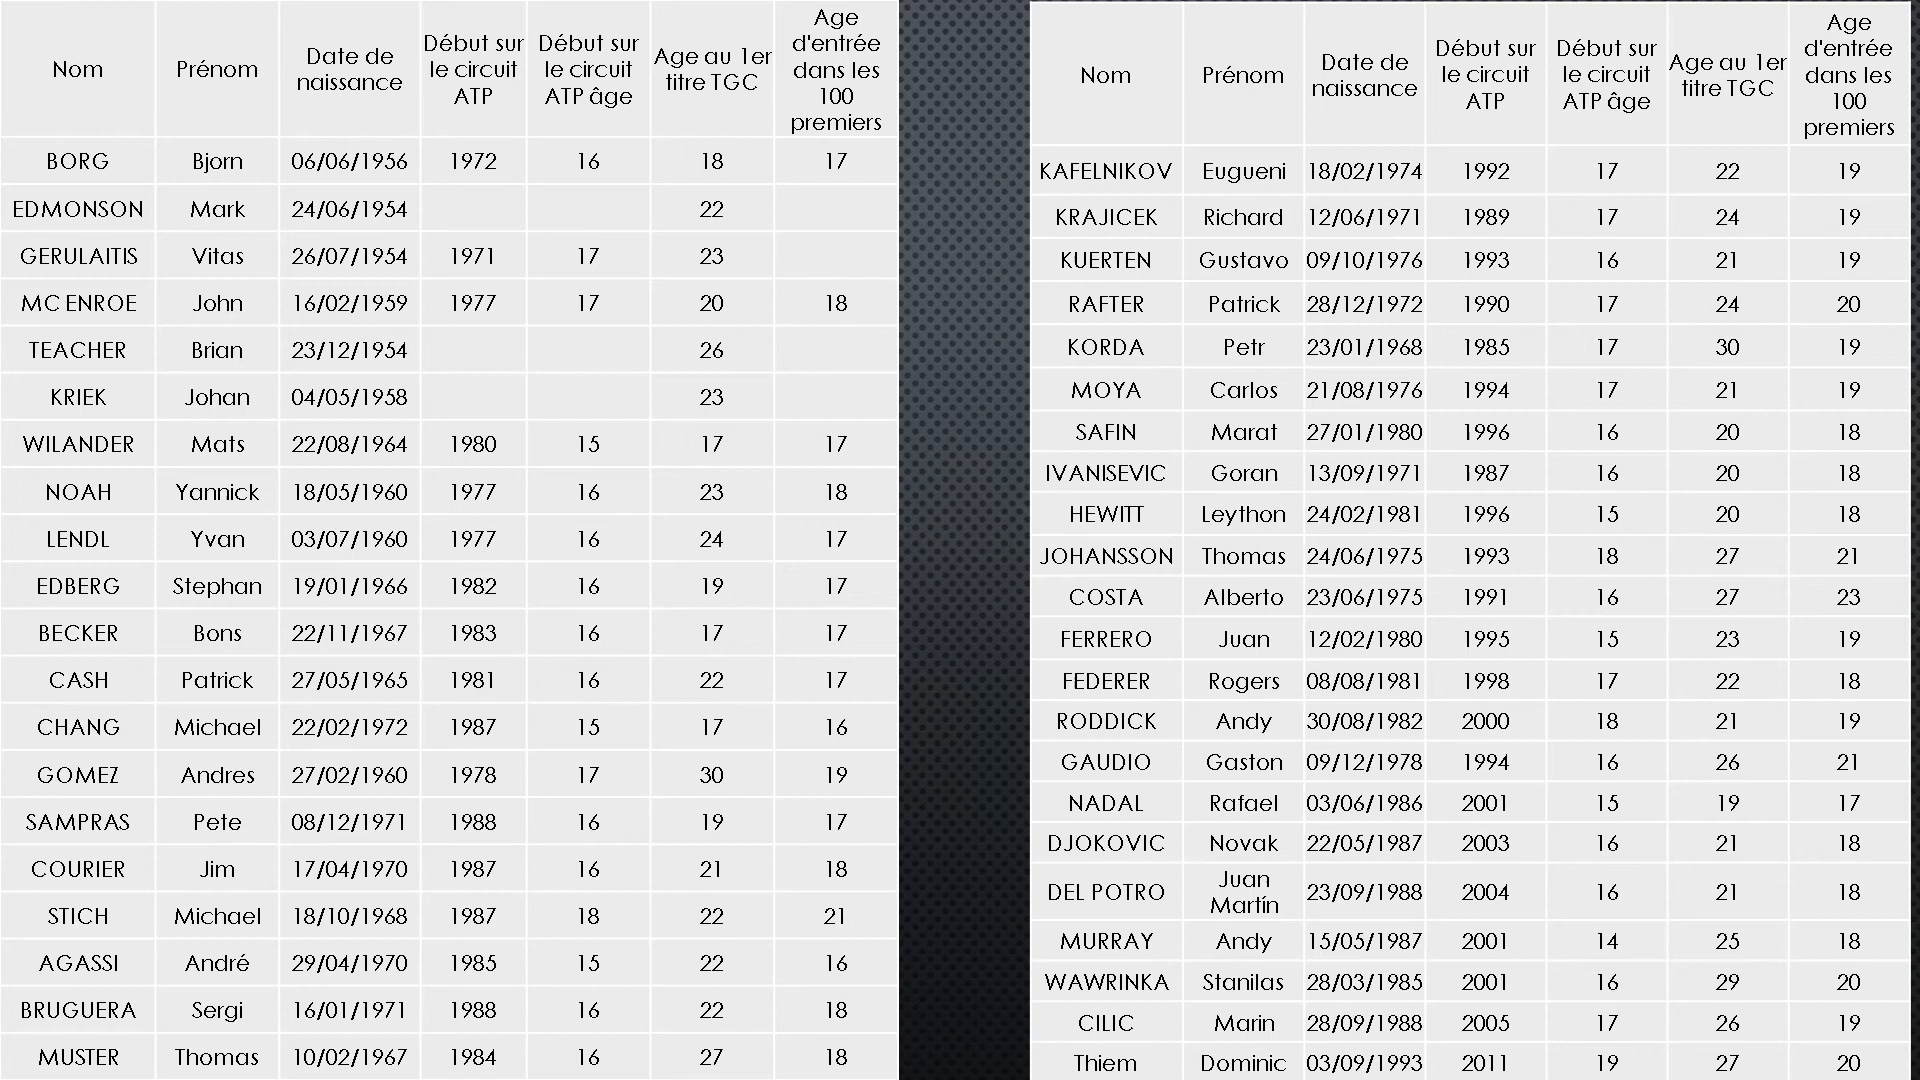 Nom Prénom Date de naissance Début sur le circuit ATP Début sur le circuit ATP âge Age au 1er titre TGC Age d'entrée dans les 100 premiers
BORG Bjorn 06/06/1956 1972 16 18 17
EDMONSON Mark 24/06/1954 22
GERULAITIS Vitas 26/07/1954 1971 17 23
MC ENROE John 16/02/1959 1977 17 20 18
TEACHER Brian 23/12/1954 26
KRIEK Johan 04/05/1958 23
WILANDER Mats 22/08/1964 1980 15 17 17
NOAH Yannick 18/05/1960 1977 16 23 18
LENDL Yvan 03/07/1960 1977 16 24 17
EDBERG Stephan 19/01/1966 1982 16 19 17
BECKER Bons 22/11/1967 1983 16 17 17
CASH Patrick 27/05/1965 1981 16 22 17
CHANG Michael 22/02/1972 1987 15 17 16
GOMEZ Andres 27/02/1960 1978 17 30 19
SAMPRAS Pete 08/12/1971 1988 16 19 17
COURIER Jim 17/04/1970 1987 16 21 18
STICH Michael 18/10/1968 1987 18 22 21
AGASSI André 29/04/1970 1985 15 22 16
BRUGUERA Sergi 16/01/1971 1988 16 22 18
MUSTER Thomas 10/02/1967 1984 16 27 18
Nom Prénom Date de naissance Début sur le circuit ATP Début sur le circuit ATP âge Age au 1er titre TGC Age d'entrée dans les 100 premiers
KAFELNIKOV Eugueni 18/02/1974 1992 17 22 19
KRAJICEK Richard 12/06/1971 1989 17 24 19
KUERTEN Gustavo 09/10/1976 1993 16 21 19
RAFTER Patrick 28/12/1972 1990 17 24 20
KORDA Petr 23/01/1968 1985 17 30 19
MOYA Carlos 21/08/1976 1994 17 21 19
SAFIN Marat 27/01/1980 1996 16 20 18
IVANISEVIC Goran 13/09/1971 1987 16 20 18
HEWITT Leython 24/02/1981 1996 15 20 18
JOHANSSON Thomas 24/06/1975 1993 18 27 21
COSTA Alberto 23/06/1975 1991 16 27 23
FERRERO Juan 12/02/1980 1995 15 23 19
FEDERER Rogers 08/08/1981 1998 17 22 18
RODDICK Andy 30/08/1982 2000 18 21 19
GAUDIO Gaston 09/12/1978 1994 16 26 21
NADAL Rafael 03/06/1986 2001 15 19 17
DJOKOVIC Novak 22/05/1987 2003 16 21 18
DEL POTRO Juan Martín 23/09/1988 2004 16 21 18
MURRAY Andy 15/05/1987 2001 14 25 18
WAWRINKA Stanilas 28/03/1985 2001 16 29 20
CILIC Marin 28/09/1988 2005 17 26 19
Thiem Dominic 03/09/1993 2011 19 27 20